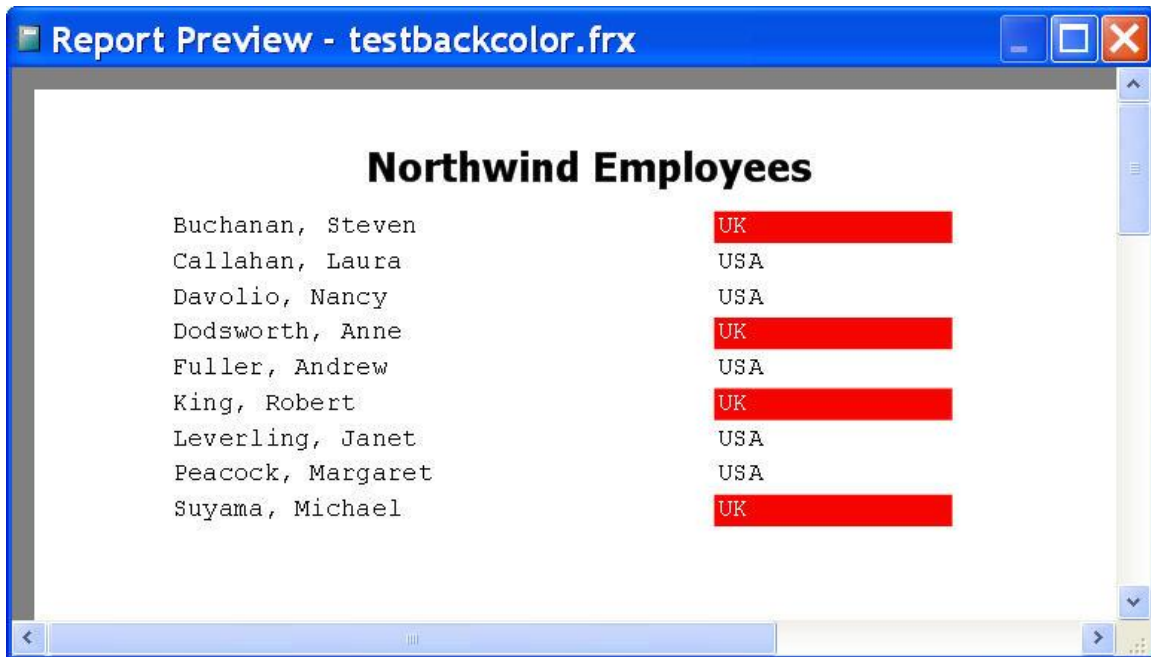 Report Preview - testbackcolor.frx
Northwind Employees
Buchanan, Steven UK
Callahan, Laura USA
Davolio, Nancy USA
Dodsworth, Anne UK
Fuller, Andrew USA
King, Robert UK
Leverling, Janet USA
Peacock, Margaret USA
Suyama, Michael UK